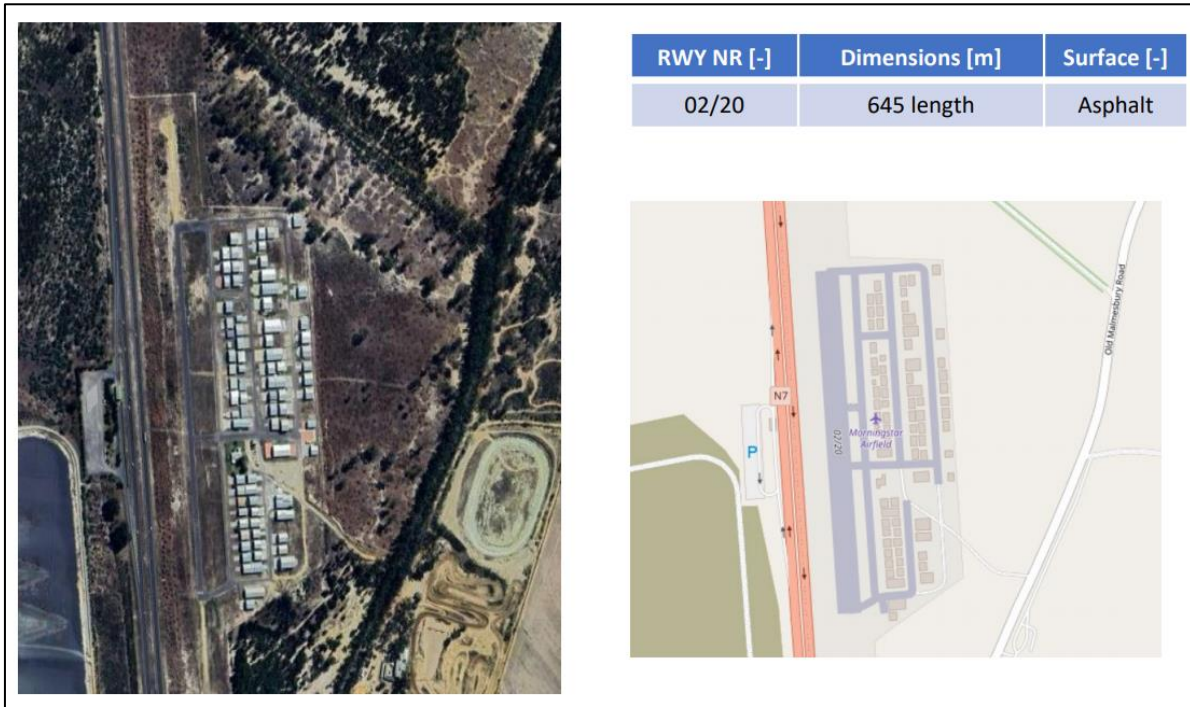 RWY NR [-] Dimensions [m] Surface [-]
02/20 645 length Asphalt
N7
P
02/20
Morningstar
Airfield
Old Malmesbury Road